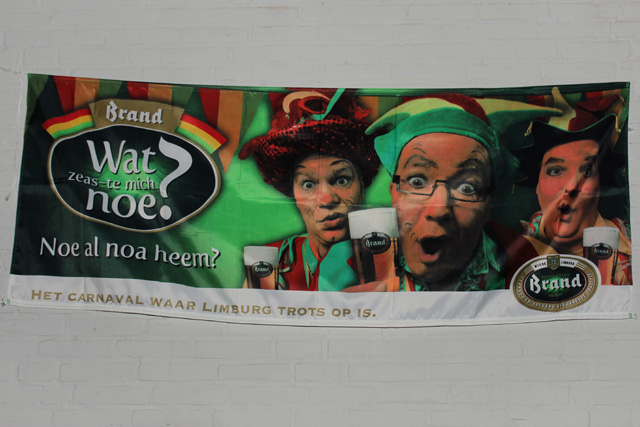 Brand
Wat
zeas-te mich
noe?
Noe al noa heem?
HET CARNAVAL WAAR LIMBURG TROTS OP IS.
Brand
Brand
Brand
Brand